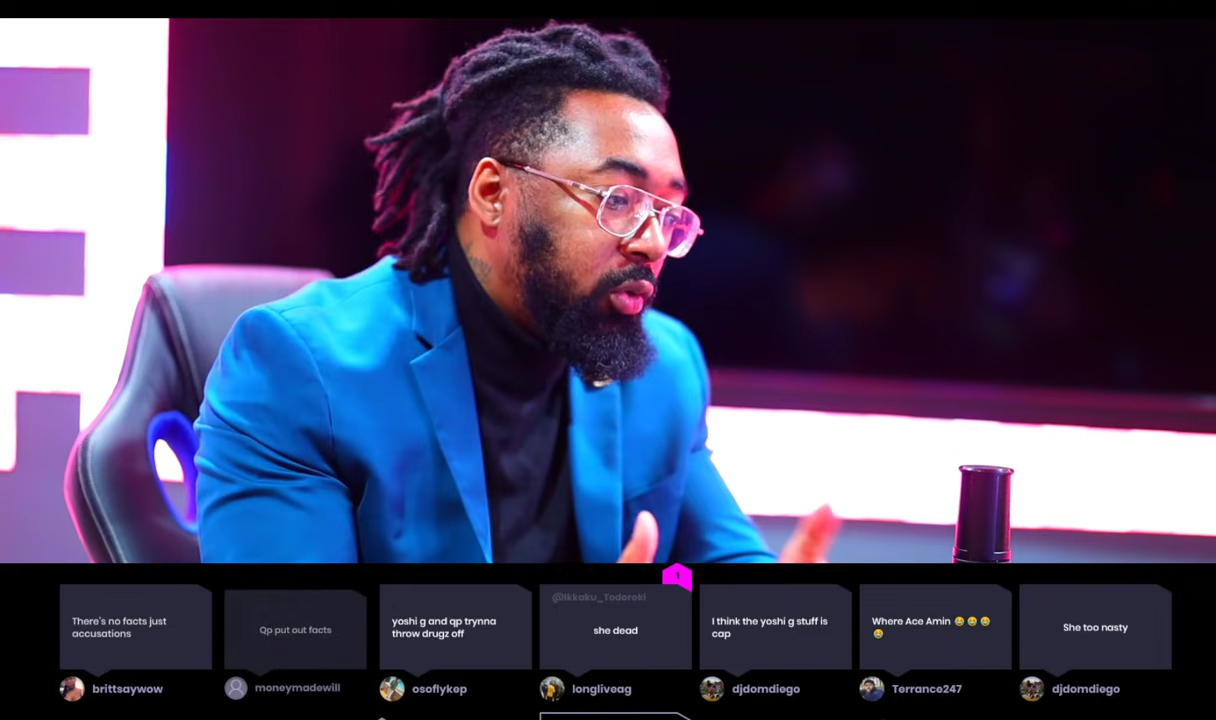 There's no facts just
accusations
Qp put out facts
yoshi g and qp trynna
throw drugz off
1
@Ikkaku_Todoroki
she dead
I think the yoshi g stuff is
cap
Where Ace Amin 😭 😭 😭
😭
She too nasty
brittsaywow
moneymadewill
osoflykep
longliveag
djdomdiego
Terrance247
djdomdiego